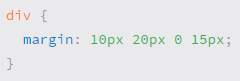 div {
  margin: 10px 20px 0 15px;
}